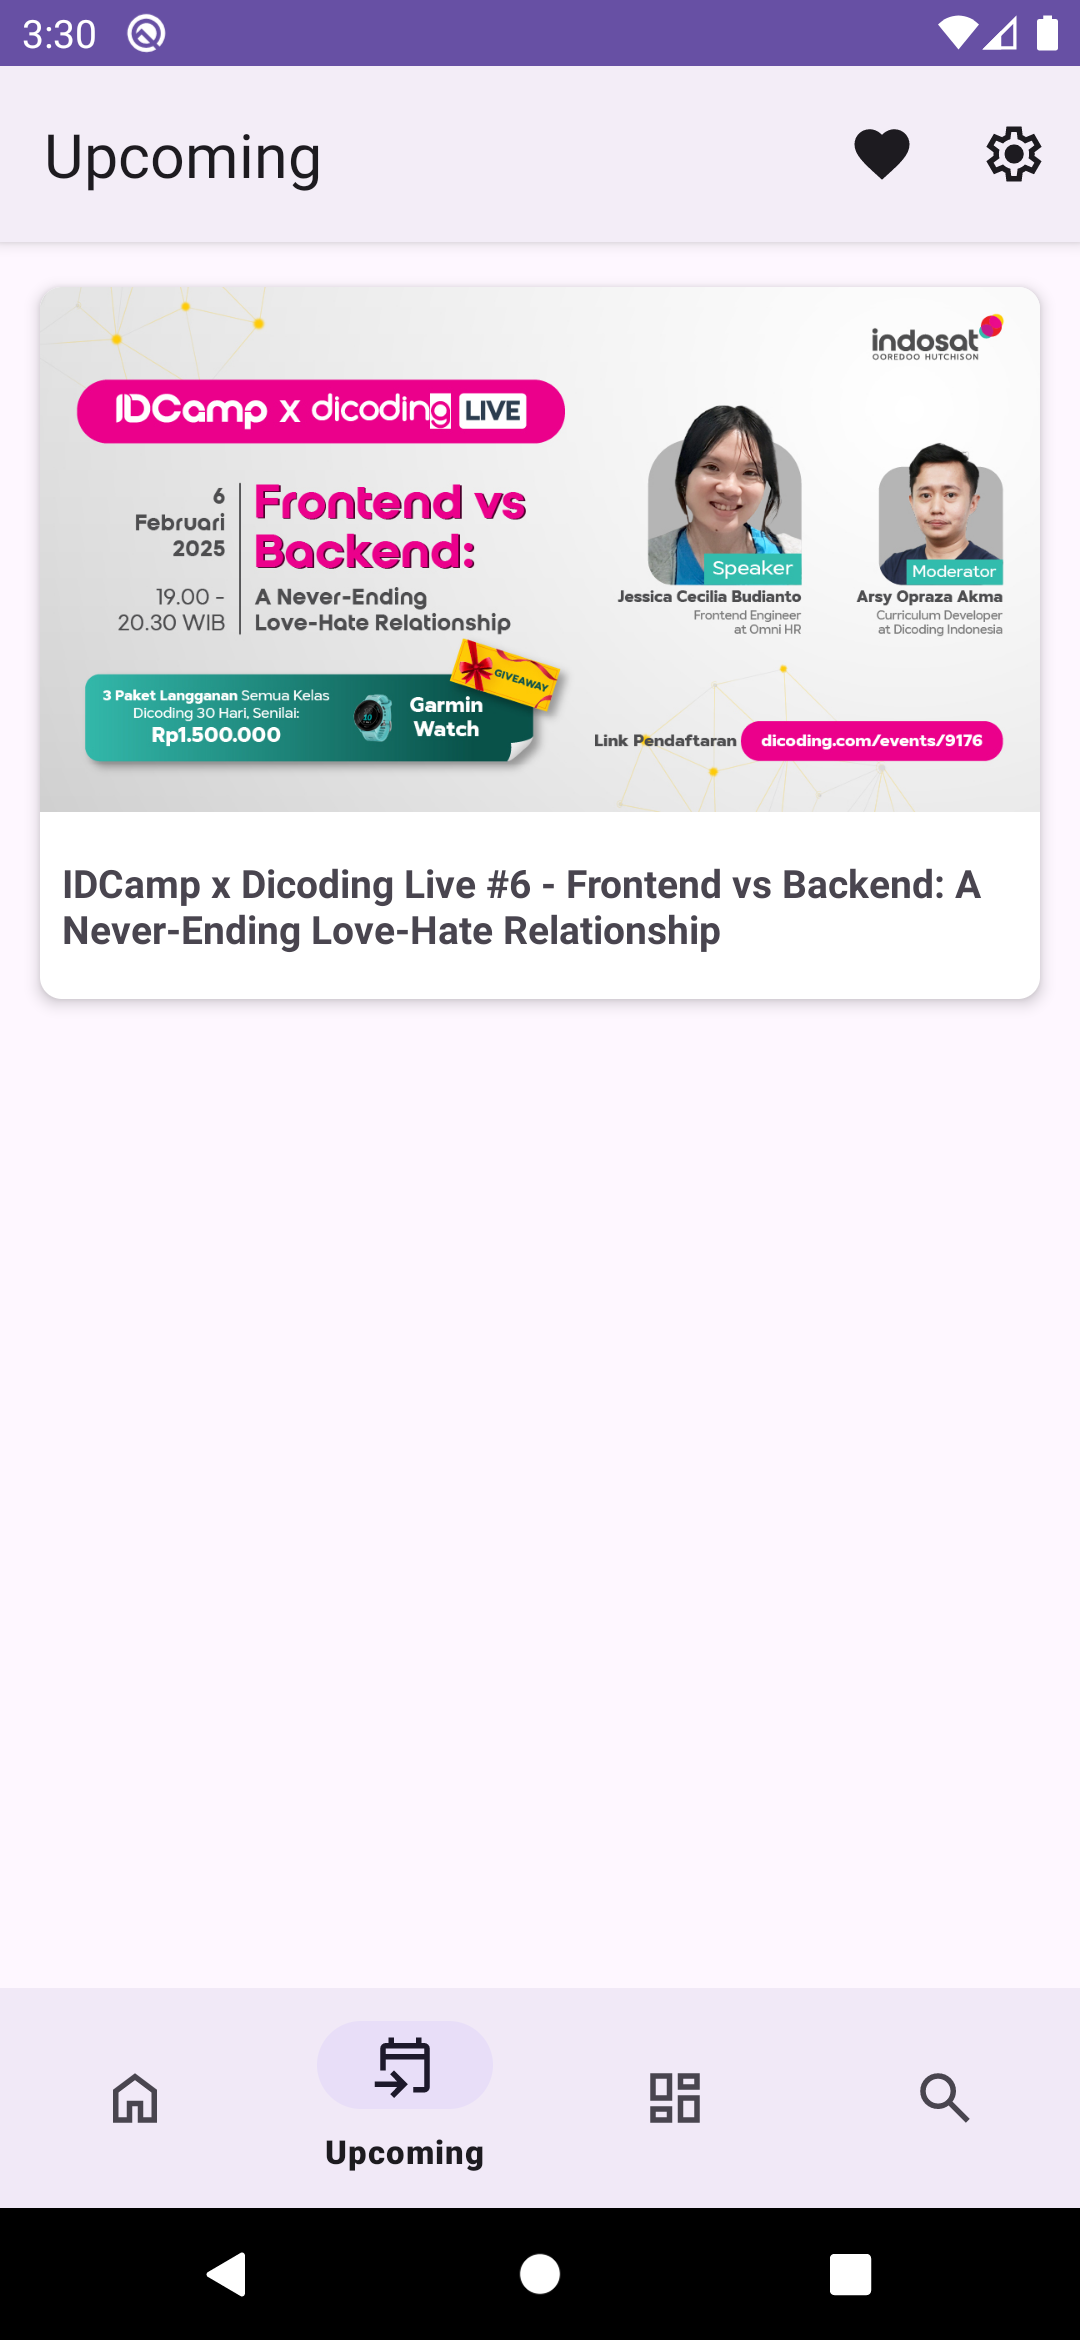 3:30
Upcoming
indosat
OOREDOO HUTCHISON
IDCamp x dicoding LIVE
6
Februari
2025
19.00 -
20.30 WIB
Frontend vs
Backend:
A Never-Ending
Love-Hate Relationship
Speaker
Jessica Cecilia Budianto
Frontend Engineer
at Omni HR
Moderator
Arsy Opraza Akma
Curriculum Developer
at Dicoding Indonesia
GIVEAWAY
3 Paket Langganan Semua Kelas
Dicoding 30 Hari, Senilai:
Rp1.500.000
Garmin
Watch
Link Pendaftaran dicoding.com/events/9176
IDCamp x Dicoding Live #6 - Frontend vs Backend: A
Never-Ending Love-Hate Relationship
Upcoming